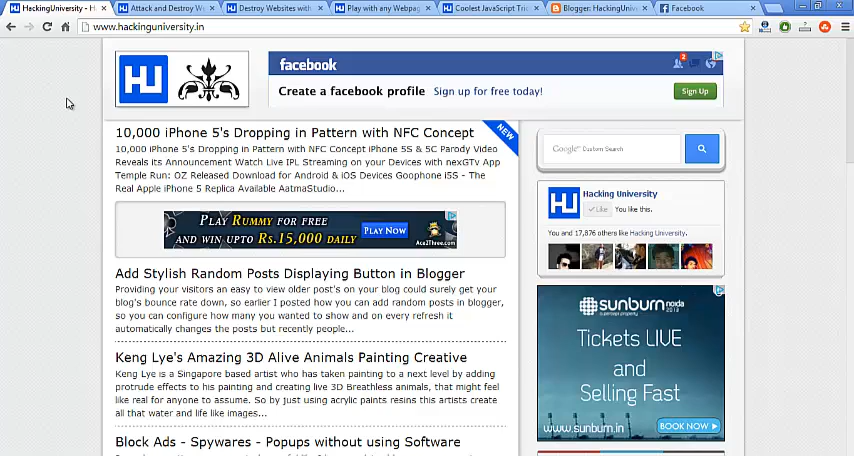 HackingUniversity - H
Attack and Destroy We
Destroy Websites with
Play with any Webpag
Coolest JavaScript Tric
Blogger: HackingUniv
Facebook
www.hackinguniversity.in
HU
facebook
2
Create a facebook profile Sign up for free today!
Sign Up
10,000 iPhone 5's Dropping in Pattern with NFC Concept
NEW
10,000 iPhone 5's Dropping in Pattern with NFC Concept iPhone 5S & 5C Parody Video
Reveals its Announcement Watch Live IPL Streaming on your Devices with nexGTv App
Temple Run: OZ Released Download for Android & iOS Devices Goophone i5S - The
Real Apple iPhone 5 Replica Available AatmaStudio...
PLAY RUMMY FOR FREE
AND WIN UPTO RS.15,000 DAILY
PLAY NOW
Ace2Three.com
Add Stylish Random Posts Displaying Button in Blogger
Providing your visitors an easy to view older post's on your blog could surely get your
blog's bounce rate down, so earlier I posted how you can add random posts in blogger,
so you can configure how many you wanted to show and on every refresh it
automatically changes the posts but recently people...
Keng Lye's Amazing 3D Alive Animals Painting Creative
Keng Lye is a Singapore based artist who has taken painting to a next level by adding
protrude effects to his painting and creating live 3D Breathless animals, that might feel
like real for anyone to assume. So by just using acrylic paints resins this artists create
all that water and life like images...
Block Ads - Spywares - Popups without using Software
Google Custom Search
HU
Hacking University
Like You like this.
You and 17,876 others like Hacking University.
sunburn noida
2013
Tickets LIVE
and
Selling Fast
www.sunburn.in
BOOK NOW